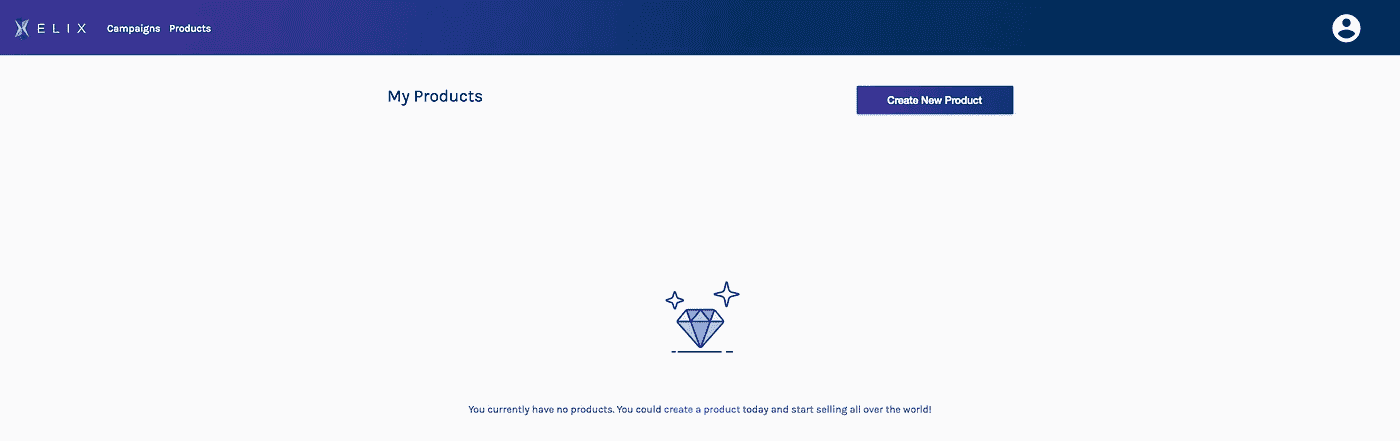 ELIX Campaigns Products
My Products
Create New Product
You currently have no products. You could create a product today and start selling all over the world!